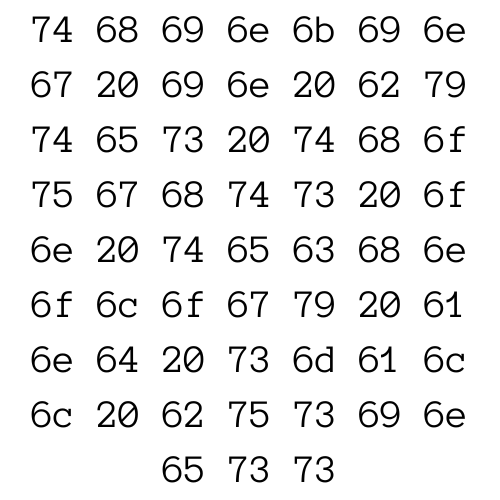 74 68 69 6e 6b 69 6e
67 20 69 6e 20 62 79
74 65 73 20 74 68 6f
75 67 68 74 73 20 6f
6e 20 74 65 63 68 6e
6f 6c 6f 67 79 20 61
6e 64 20 73 6d 61 6c
6c 20 62 75 73 69 6e
65 73 73